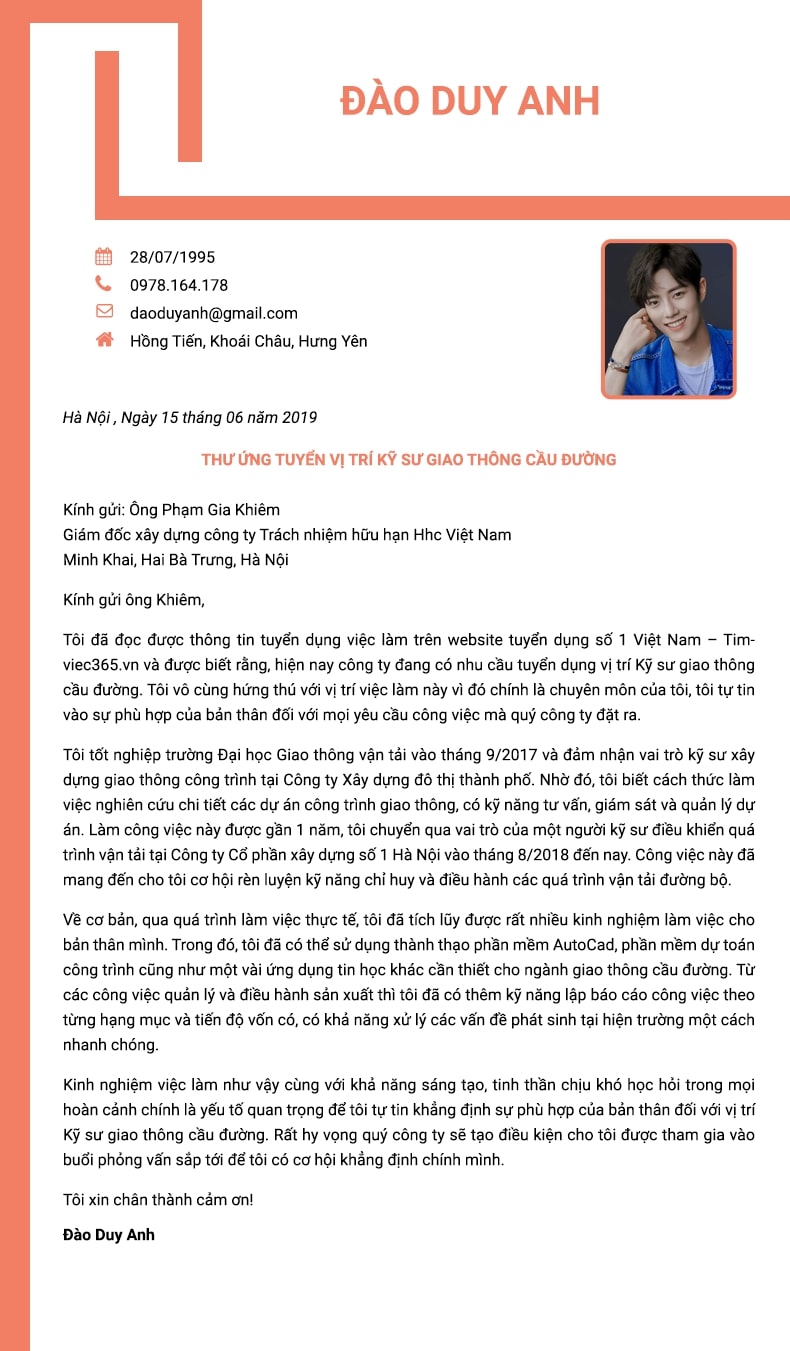 ĐÀO DUY ANH
28/07/1995
0978.164.178
daoduyanh@gmail.com
Hồng Tiến, Khoái Châu, Hưng Yên
Hà Nội , Ngày 15 tháng 06 năm 2019
THƯ ỨNG TUYỂN VỊ TRÍ KỸ SƯ GIAO THÔNG CẦU ĐƯỜNG
Kính gửi: Ông Phạm Gia Khiêm
Giám đốc xây dựng công ty Trách nhiệm hữu hạn Hhc Việt Nam
Minh Khai, Hai Bà Trưng, Hà Nội
Kính gửi ông Khiêm,
Tôi đã đọc được thông tin tuyển dụng việc làm trên website tuyển dụng số 1 Việt Nam – Tim-
viec365.vn và được biết rằng, hiện nay công ty đang có nhu cầu tuyển dụng vị trí Kỹ sư giao thông
cầu đường. Tôi vô cùng hứng thú với vị trí việc làm này vì đó chính là chuyên môn của tôi, tôi tự tin
vào sự phù hợp của bản thân đối với mọi yêu cầu công việc mà quý công ty đặt ra.
Tôi tốt nghiệp trường Đại học Giao thông vận tải vào tháng 9/2017 và đảm nhận vai trò kỹ sư xây
dựng giao thông công trình tại Công ty Xây dựng đô thị thành phố. Nhờ đó, tôi biết cách thức làm
việc nghiên cứu chi tiết các dự án công trình giao thông, có kỹ năng tư vấn, giám sát và quản lý dự
án. Làm công việc này được gần 1 năm, tôi chuyển qua vai trò của một người kỹ sư điều khiển quá
trình vận tải tại Công ty Cổ phần xây dựng số 1 Hà Nội vào tháng 8/2018 đến nay. Công việc này đã
mang đến cho tôi cơ hội rèn luyện kỹ năng chỉ huy và điều hành các quá trình vận tải đường bộ.
Về cơ bản, qua quá trình làm việc thực tế, tôi đã tích lũy được rất nhiều kinh nghiệm làm việc cho
bản thân mình. Trong đó, tôi đã có thể sử dụng thành thạo phần mềm AutoCad, phần mềm dự toán
công trình cũng như một vài ứng dụng tin học khác cần thiết cho ngành giao thông cầu đường. Từ
các công việc quản lý và điều hành sản xuất thì tôi đã có thêm kỹ năng lập báo cáo công việc theo
từng hạng mục và tiến độ vốn có, có khả năng xử lý các vấn đề phát sinh tại hiện trường một cách
nhanh chóng.
Kinh nghiệm việc làm như vậy cùng với khả năng sáng tạo, tinh thần chịu khó học hỏi trong mọi
hoàn cảnh chính là yếu tố quan trọng để tôi tự tin khẳng định sự phù hợp của bản thân đối với vị trí
Kỹ sư giao thông cầu đường. Rất hy vọng quý công ty sẽ tạo điều kiện cho tôi được tham gia vào
buổi phỏng vấn sắp tới để tôi có cơ hội khẳng định chính mình.
Tôi xin chân thành cảm ơn!
Đào Duy Anh